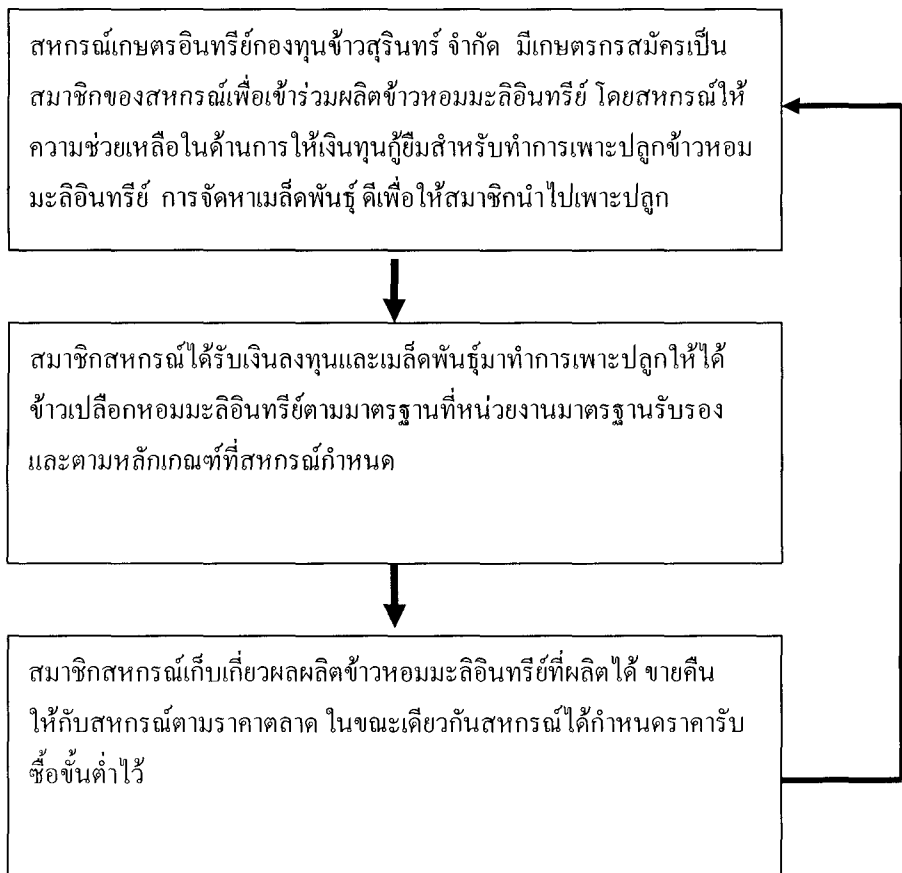 สหกรณ์เกษตรอินทรีย์กองทุนข้าวสุรินทร์ จำกัด มีเกษตรกรสมัครเป็น
สมาชิกของสหกรณ์เพื่อเข้าร่วมผลิตข้าวหอมมะลิอินทรีย์ โดยสหกรณ์ให้
ความช่วยเหลือในด้านการให้เงินทุนกู้ยืมสำหรับทำการเพาะปลูกข้าวหอม
มะลิอินทรีย์ การจัดหาเมล็ดพันธุ์ ดีเพื่อให้สมาชิกนำไปเพาะปลูก
สมาชิกสหกรณ์ได้รับเงินลงทุนและเมล็ดพันธุ์มาทำการเพาะปลูกให้ได้
ข้าวเปลือกหอมมะลิอินทรีย์ตามมาตรฐานที่หน่วยงานมาตรฐานรับรอง
และตามหลักเกณฑ์ที่สหกรณ์กำหนด
สมาชิกสหกรณ์เก็บเกี่ยวผลผลิตข้าวหอมมะลิอินทรีย์ที่ผลิตได้ ขายคืน
ให้กับสหกรณ์ตามราคาตลาด ในขณะเดียวกันสหกรณ์ได้กำหนดราคารับ
ซื้อขั้นต่ำไว้